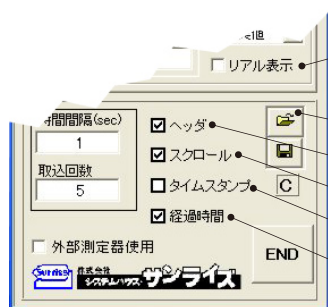 リアル表示
時間間隔(sec)
1
取込回数
5
ヘッダ
スクロール
タイムスタンプ
経過時間
C
外部測定器使用
END
Sunrise 株式会社
システムハウス サンライズ